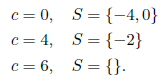 c = 0, S = {−4, 0}
c = 4, S = {−2}
c = 6, S = {}.